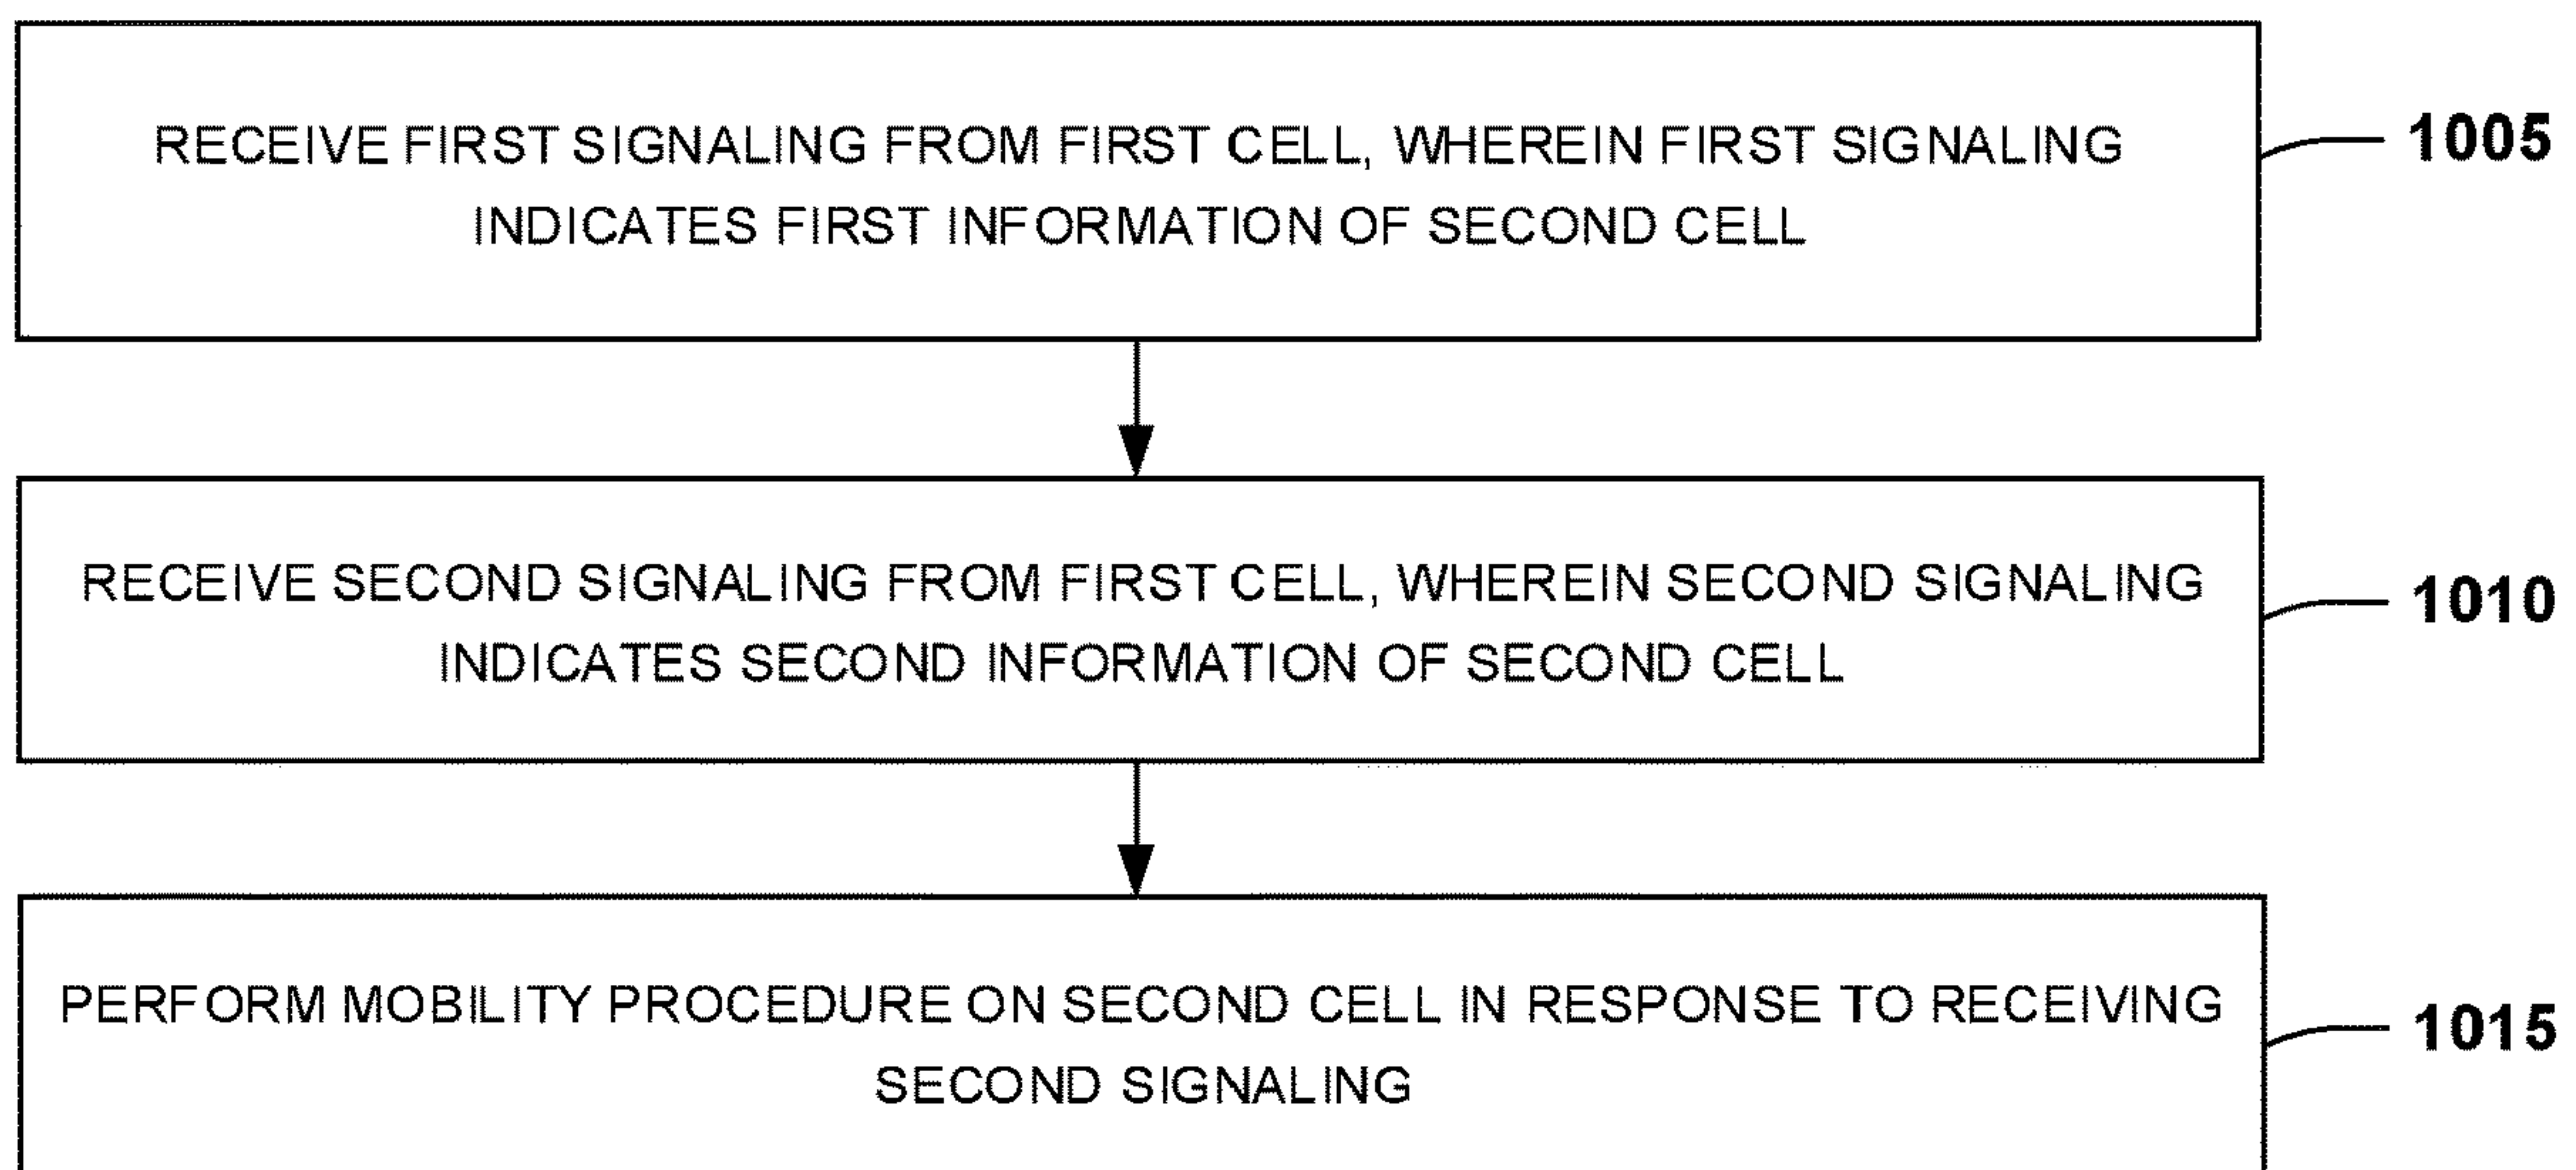 RECEIVE FIRST SIGNALING FROM FIRST CELL, WHEREIN FIRST SIGNALING
INDICATES FIRST INFORMATION OF SECOND CELL
1005
RECEIVE SECOND SIGNALING FROM FIRST CELL, WHEREIN SECOND SIGNALING
INDICATES SECOND INFORMATION OF SECOND CELL
1010
PERFORM MOBILITY PROCEDURE ON SECOND CELL IN RESPONSE TO RECEIVING
SECOND SIGNALING
1015